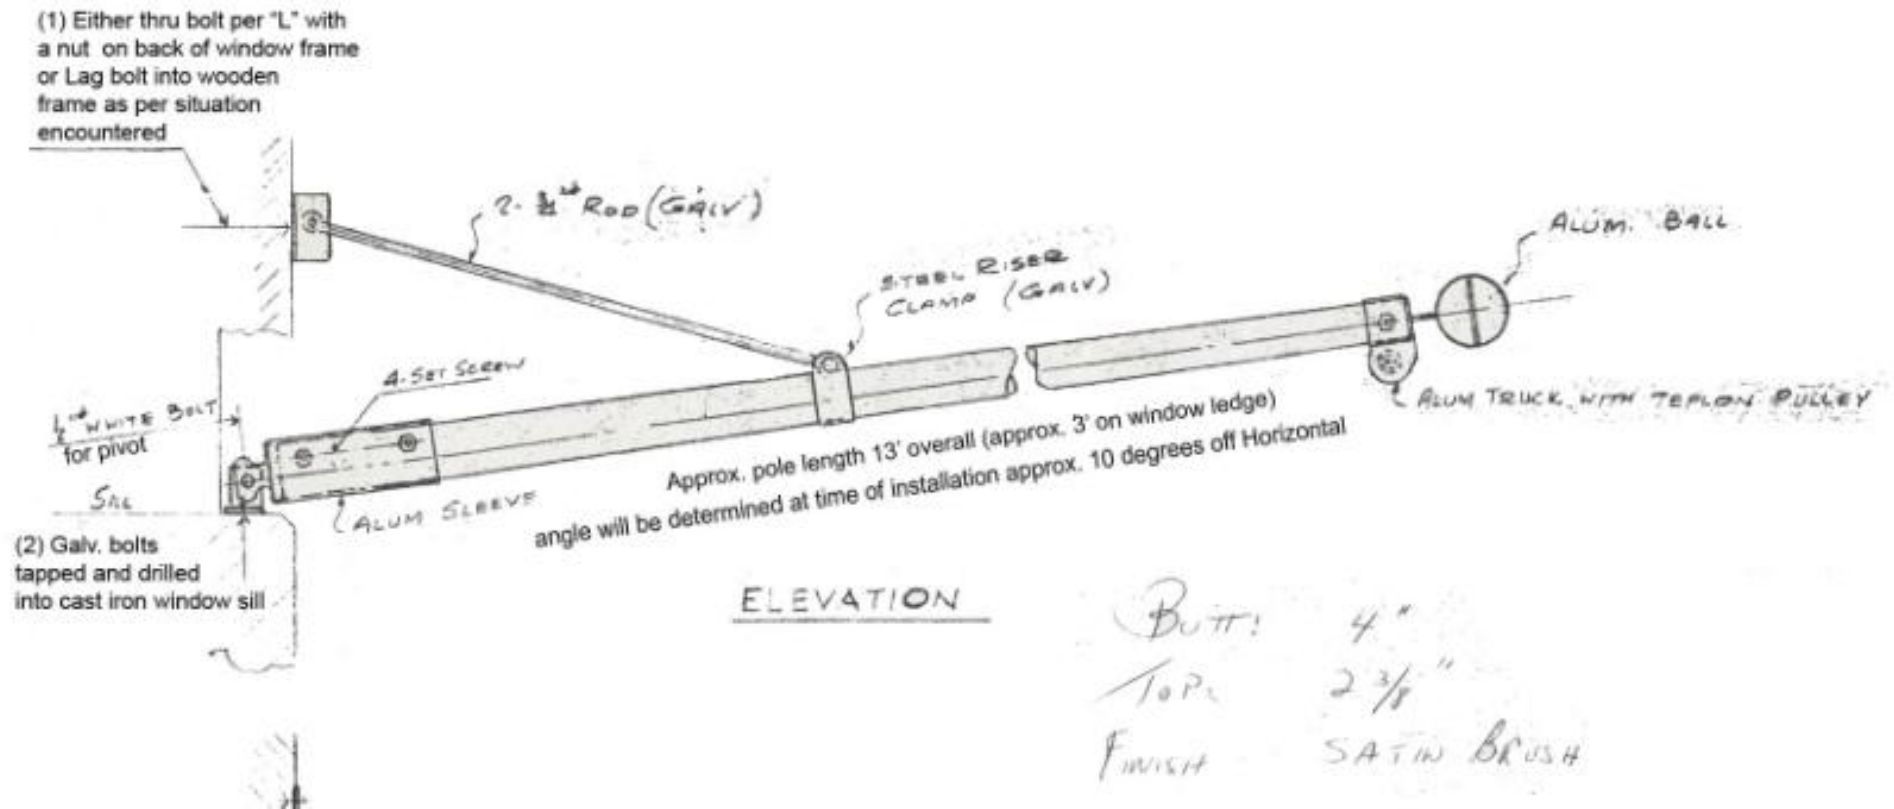 (1) Either thru bolt per "L" with
a nut on back of window frame
or Lag bolt into wooden
frame as per situation
encountered
ROD (GALV)
ALUM. BALL
STEEL RISER
CLAMP (GALV)
4-SET SCREW
1/2"ø WHITE BOLT
for pivot
ALUM TRUCK WITH TEFLON PULLEY
Approx. pole length 13' overall (approx. 3' on window ledge)
angle will be determined at time of installation approx. 10 degrees off Horizontal
SILL
ALUM SLEEVE
(2) Galv. bolts
tapped and drilled
into cast iron window sill
ELEVATION
BUTT: 4"
TOP: 2 3/8"
FINISH SATIN BRUSH